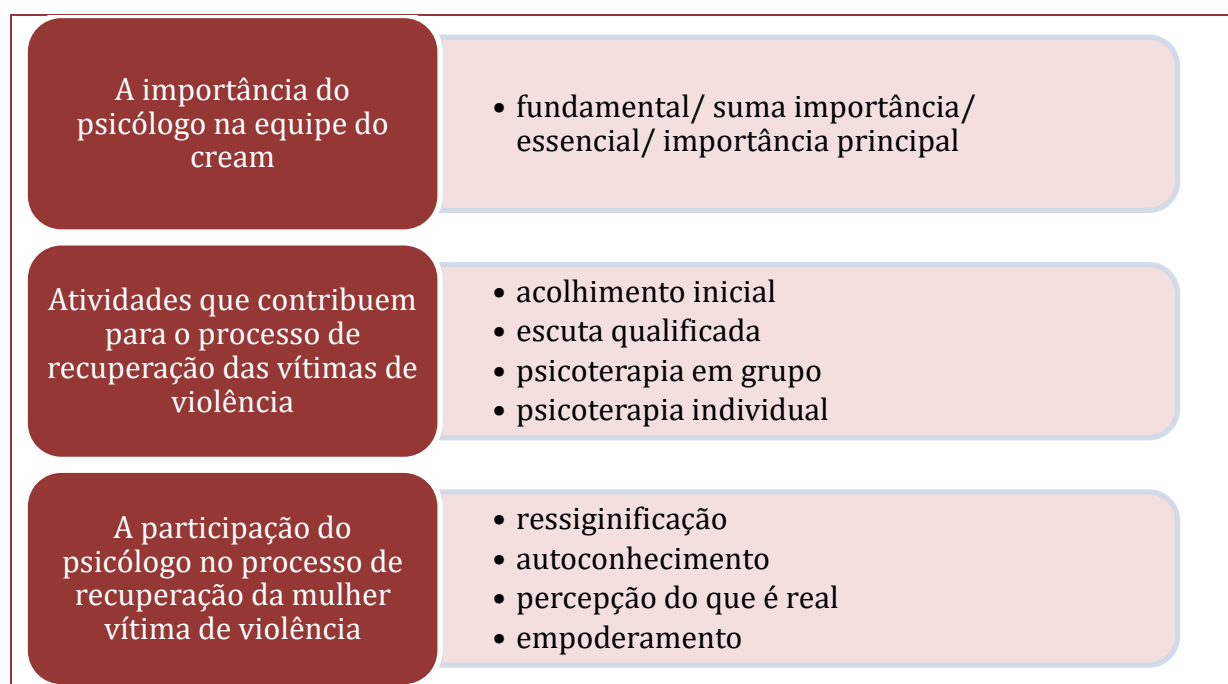 A importância do
psicólogo na equipe do
cream
• fundamental/ suma importância/
essencial/ importância principal
Atividades que contribuem
para o processo de
recuperação das vítimas de
violência
• acolhimento inicial
• escuta qualificada
• psicoterapia em grupo
• psicoterapia individual
A participação do
psicólogo no processo de
recuperação da mulher
vítima de violência
• ressiginificação
• autoconhecimento
• percepção do que é real
• empoderamento